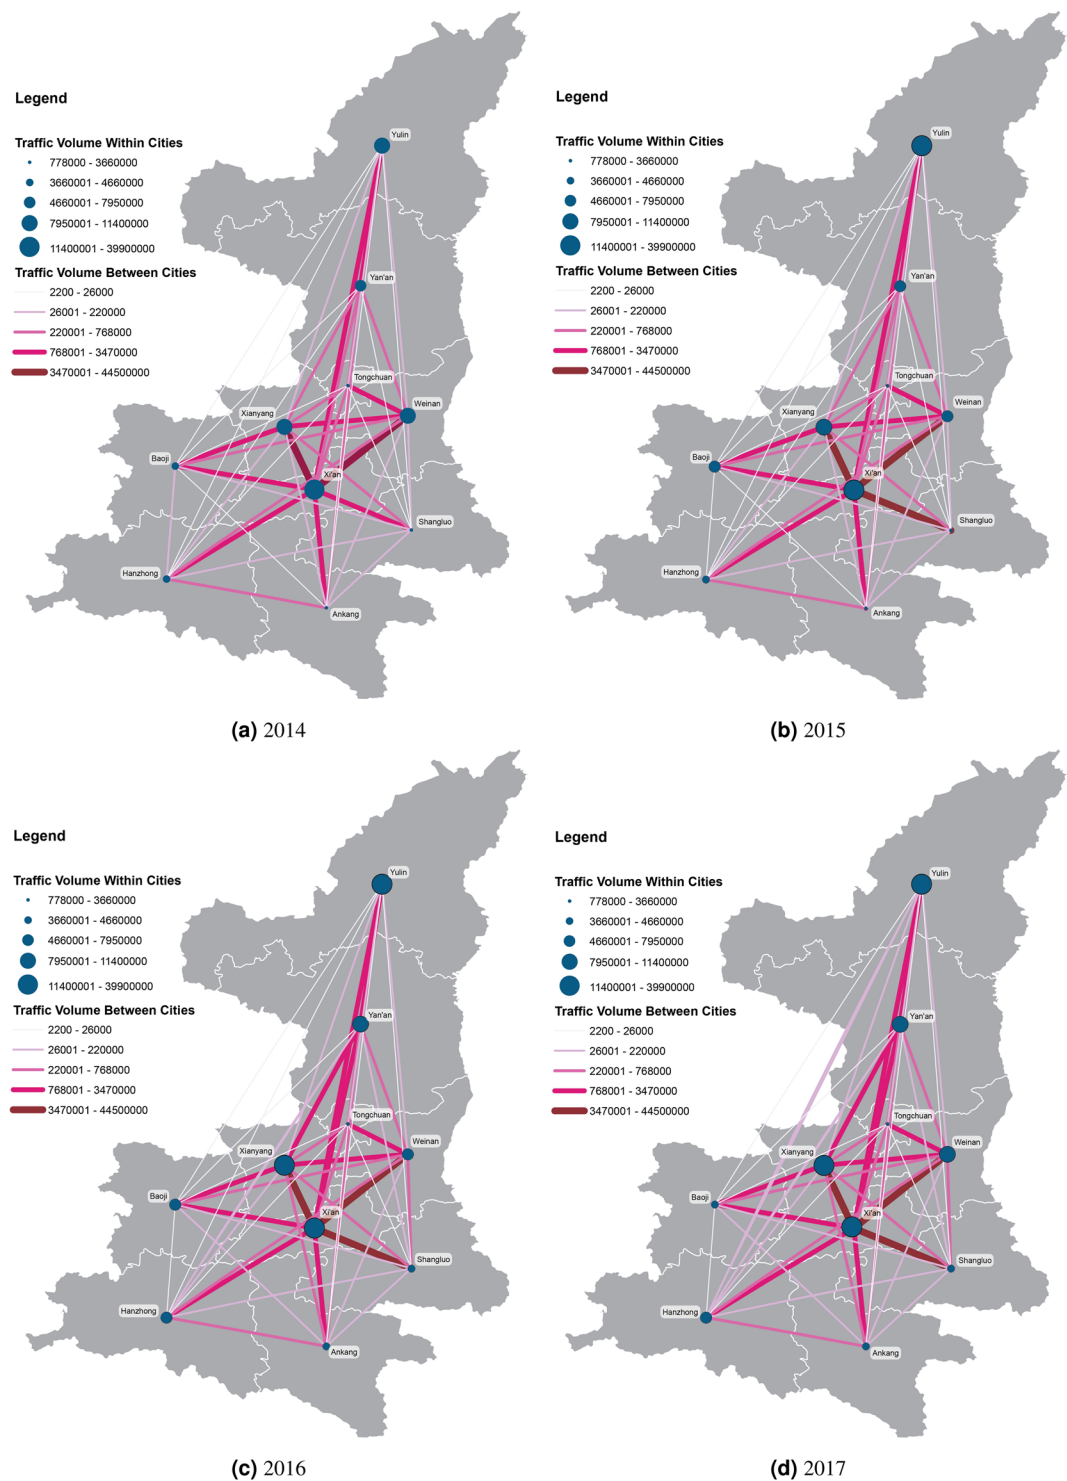 Legend
Traffic Volume Within Cities
778000 - 3660000
3660001 - 4660000
4660001 - 7950000
7950001 - 11400000
11400001 - 39900000
Traffic Volume Between Cities
2200 - 26000
26001 - 220000
220001 - 768000
768001 - 3470000
3470001 - 44500000
Yulin
Yan'an
Tongchuan
Weinan
Xianyang
Baoji
Xi'an
Shangluo
Hanzhong
Ankang
(a) 2014
Legend
Traffic Volume Within Cities
778000 - 3660000
3660001 - 4660000
4660001 - 7950000
7950001 - 11400000
11400001 - 39900000
Traffic Volume Between Cities
2200 - 26000
26001 - 220000
220001 - 768000
768001 - 3470000
3470001 - 44500000
Yulin
Yan'an
Tongchuan
Weinan
Xianyang
Baoji
Xi'an
Shangluo
Hanzhong
Ankang
(b) 2015
Legend
Traffic Volume Within Cities
778000 - 3660000
3660001 - 4660000
4660001 - 7950000
7950001 - 11400000
11400001 - 39900000
Traffic Volume Between Cities
2200 - 26000
26001 - 220000
220001 - 768000
768001 - 3470000
3470001 - 44500000
Yulin
Yan'an
Tongchuan
Weinan
Xianyang
Baoji
Xi'an
Shangluo
Hanzhong
Ankang
(c) 2016
Legend
Traffic Volume Within Cities
778000 - 3660000
3660001 - 4660000
4660001 - 7950000
7950001 - 11400000
11400001 - 39900000
Traffic Volume Between Cities
2200 - 26000
26001 - 220000
220001 - 768000
768001 - 3470000
3470001 - 44500000
Yulin
Yan'an
Tongchuan
Weinan
Xianyang
Baoji
Xi'an
Shangluo
Hanzhong
Ankang
(d) 2017